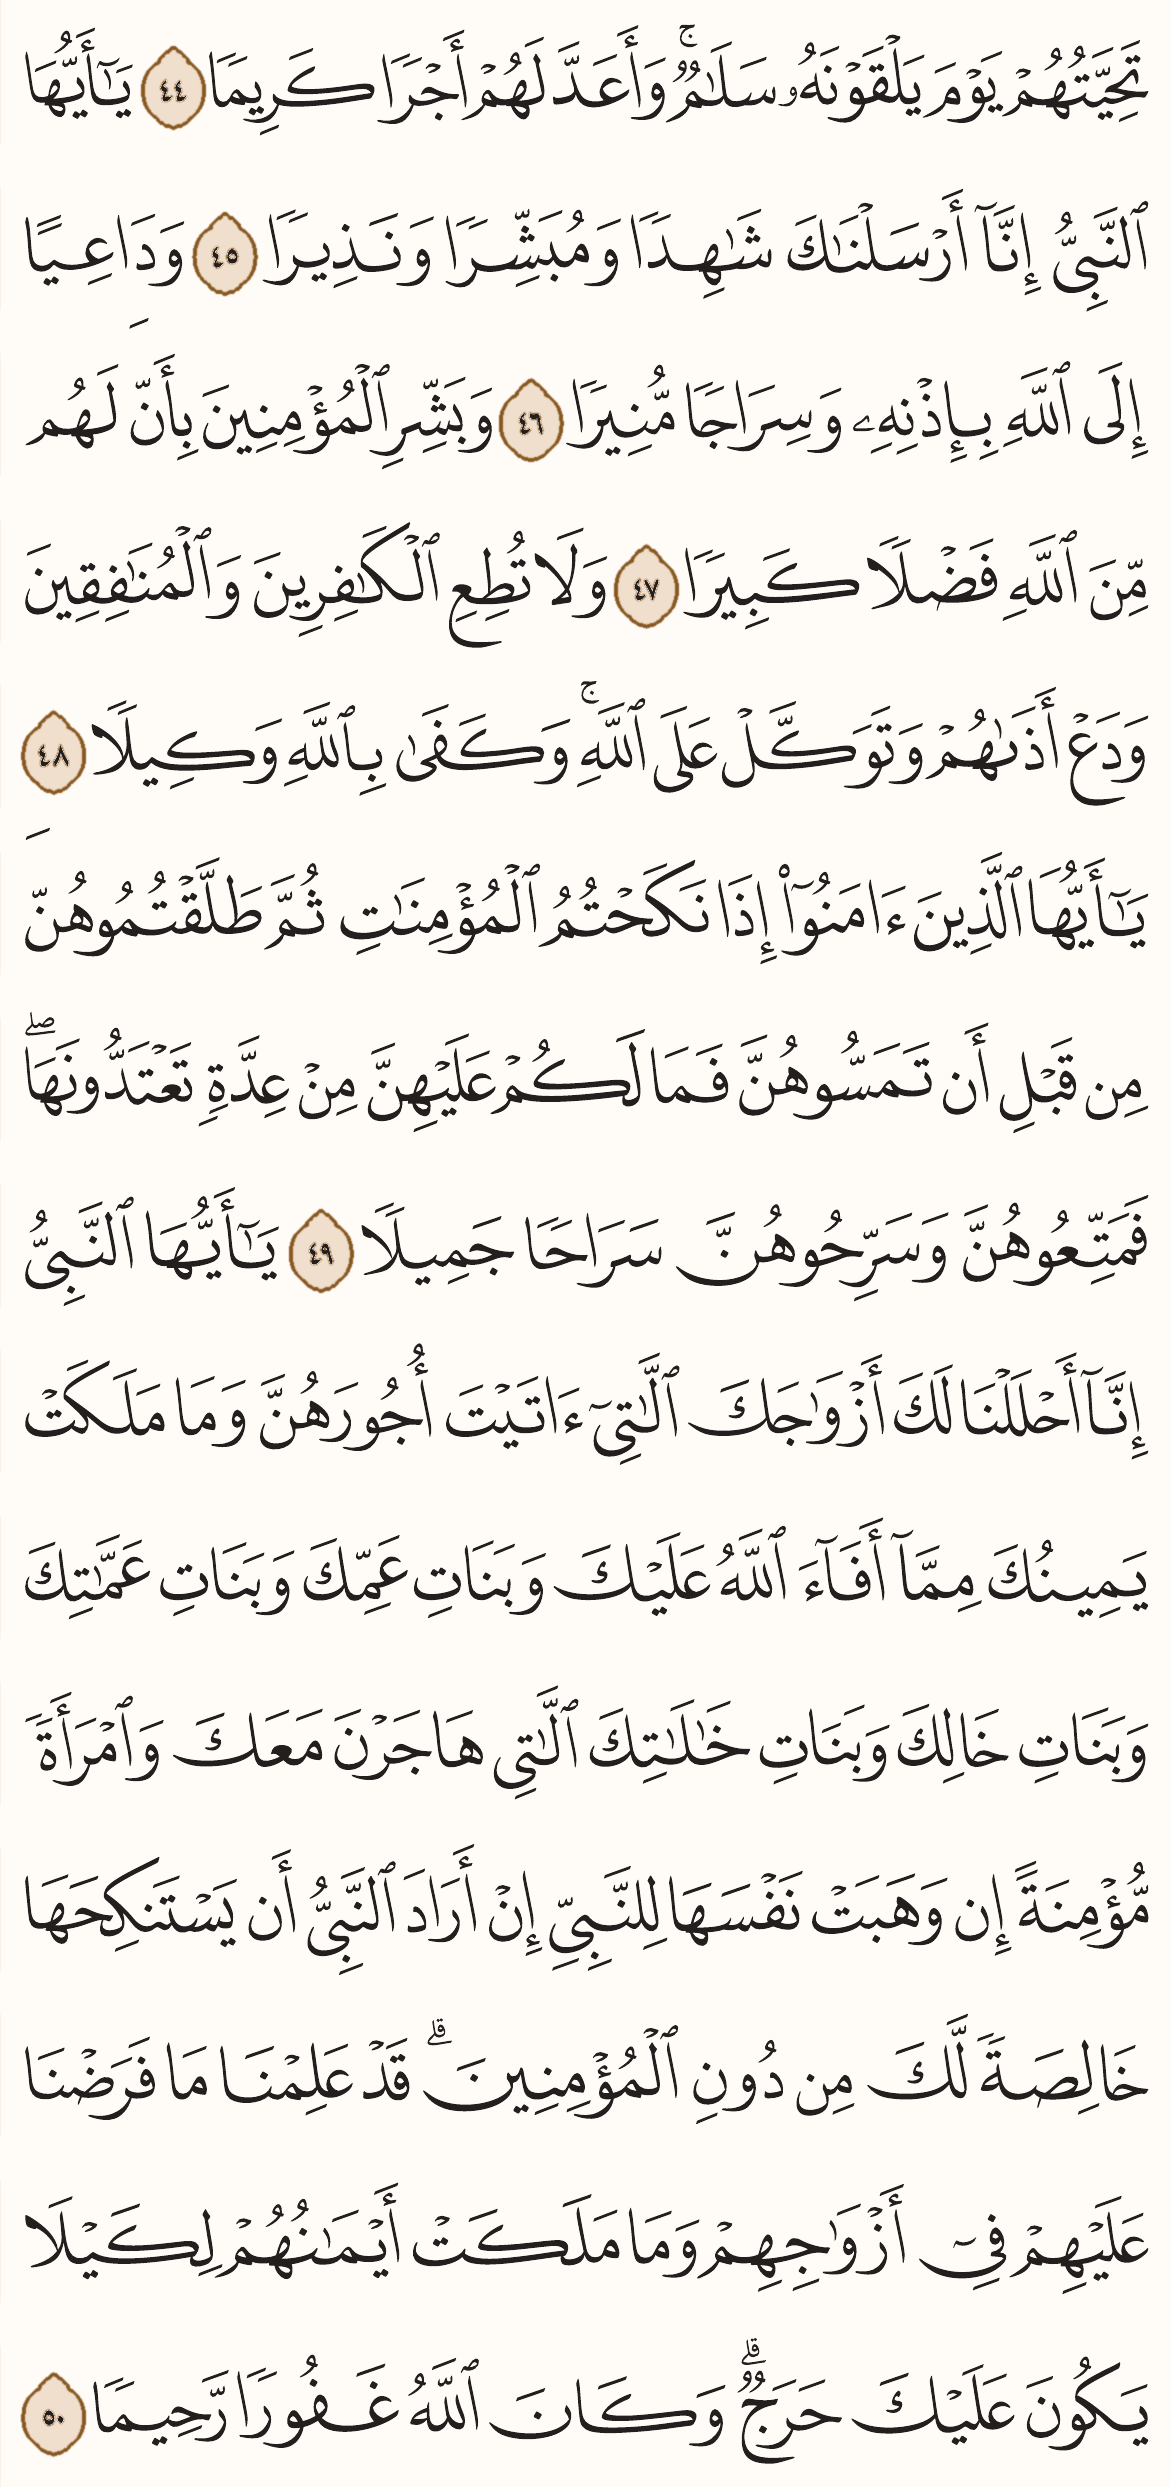 تَحِيَّتُهُمْ يَوْمَ يَلْقَوْنَهُۥ سَلَـٰمٌ ۚ وَأَعَدَّ لَهُمْ أَجْرًا كَرِيمًا ٤٤ يَـٰٓأَيُّهَا
ٱلنَّبِىُّ إِنَّآ أَرْسَلْنَـٰكَ شَـٰهِدًا وَمُبَشِّرًا وَنَذِيرًا ٤٥ وَدَاعِيًا
إِلَى ٱللَّهِ بِإِذْنِهِۦ وَسِرَاجًا مُّنِيرًا ٤٦ وَبَشِّرِ ٱلْمُؤْمِنِينَ بِأَنَّ لَهُم
مِّنَ ٱللَّهِ فَضْلًا كَبِيرًا ٤٧ وَلَا تُطِعِ ٱلْكَـٰفِرِينَ وَٱلْمُنَـٰفِقِينَ
وَدَعْ أَذَىٰهُمْ وَتَوَكَّلْ عَلَى ٱللَّهِ ۚ وَكَفَىٰ بِٱللَّهِ وَكِيلًا ٤٨
يَـٰٓأَيُّهَا ٱلَّذِينَ ءَامَنُوٓا۟ إِذَا نَكَحْتُمُ ٱلْمُؤْمِنَـٰتِ ثُمَّ طَلَّقْتُمُوهُنَّ
مِن قَبْلِ أَن تَمَسُّوهُنَّ فَمَا لَكُمْ عَلَيْهِنَّ مِنْ عِدَّةٍ تَعْتَدُّونَهَا ۖ
فَمَتِّعُوهُنَّ وَسَرِّحُوهُنَّ سَرَاحًا جَمِيلًا ٤٩ يَـٰٓأَيُّهَا ٱلنَّبِىُّ
إِنَّآ أَحْلَلْنَا لَكَ أَزْوَٰجَكَ ٱلَّـٰتِىٓ ءَاتَيْتَ أُجُورَهُنَّ وَمَا مَلَكَتْ
يَمِينُكَ مِمَّآ أَفَآءَ ٱللَّهُ عَلَيْكَ وَبَنَاتِ عَمِّكَ وَبَنَاتِ عَمَّـٰتِكَ
وَبَنَاتِ خَالِكَ وَبَنَاتِ خَـٰلَـٰتِكَ ٱلَّـٰتِى هَاجَرْنَ مَعَكَ وَٱمْرَأَةً
مُّؤْمِنَةً إِن وَهَبَتْ نَفْسَهَا لِلنَّبِىِّ إِنْ أَرَادَ ٱلنَّبِىُّ أَن يَسْتَنكِحَهَا
خَالِصَةً لَّكَ مِن دُونِ ٱلْمُؤْمِنِينَ ۗ قَدْ عَلِمْنَا مَا فَرَضْنَا
عَلَيْهِمْ فِىٓ أَزْوَٰجِهِمْ وَمَا مَلَكَتْ أَيْمَـٰنُهُمْ لِكَيْلَا
يَكُونَ عَلَيْكَ حَرَجٌ ۗ وَكَانَ ٱللَّهُ غَفُورًا رَّحِيمًا ٥٠